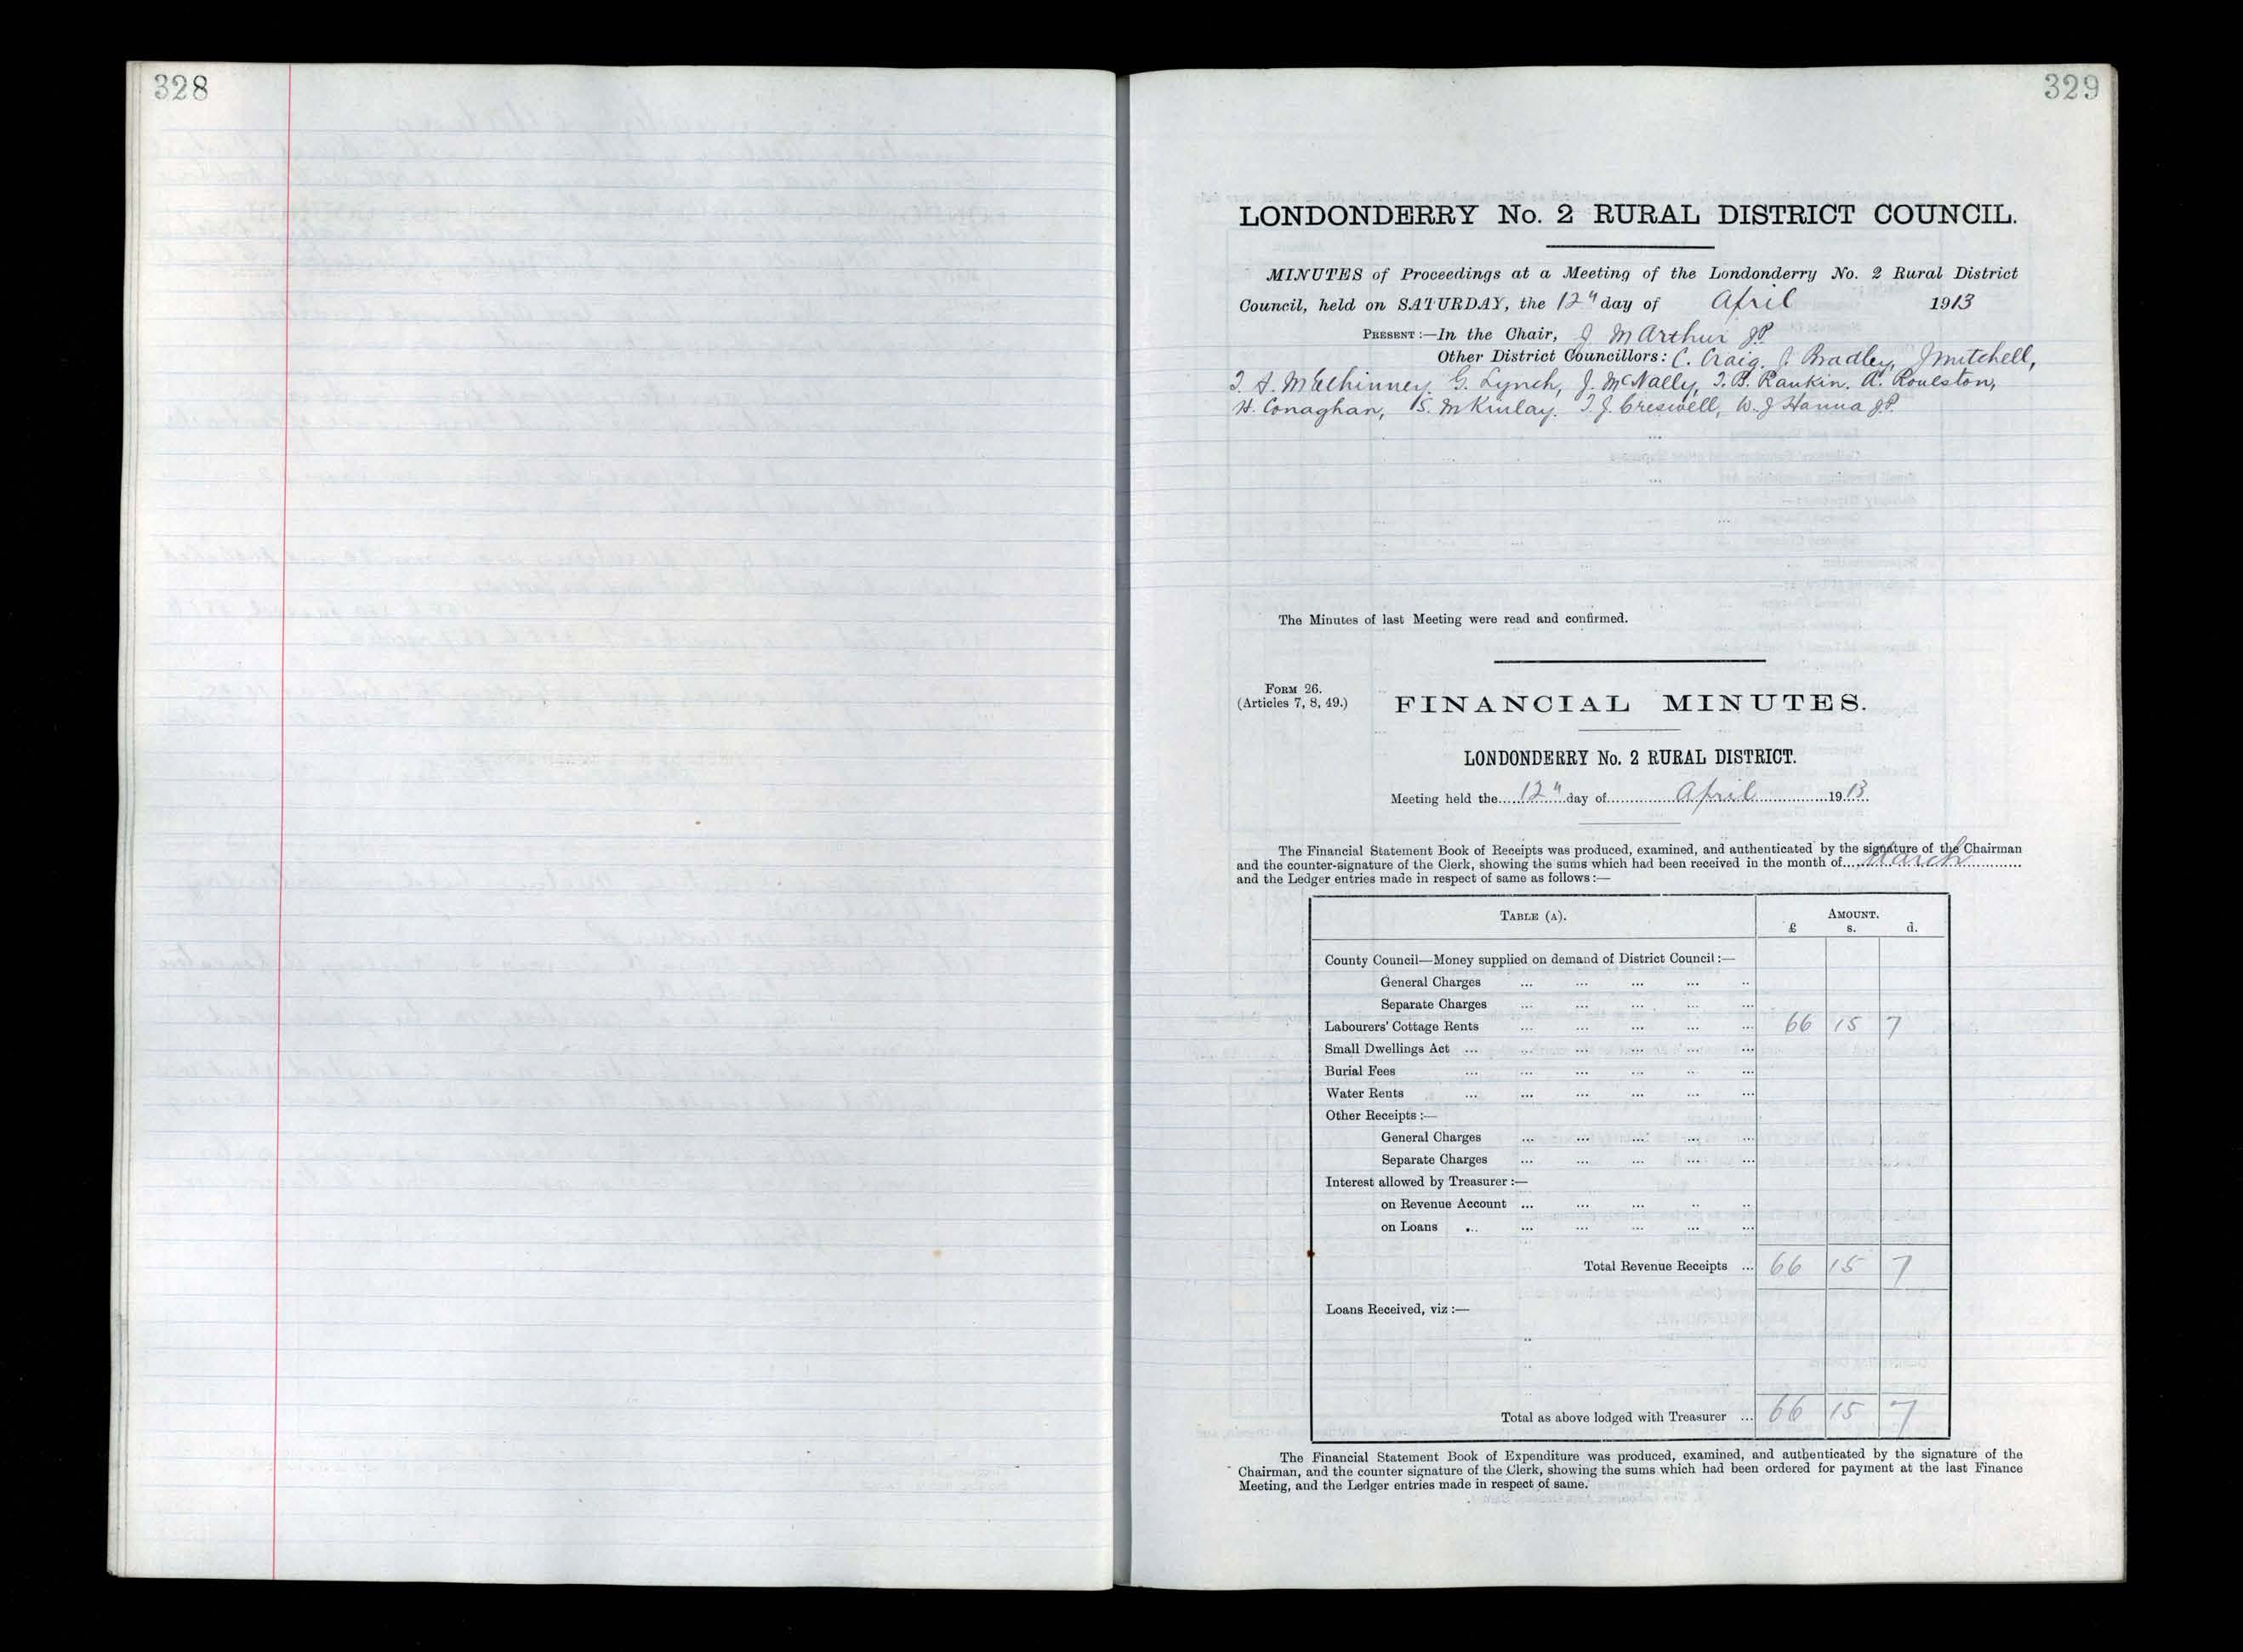 328
329
LONDONDERRY No. 2 RURAL DISTRICT COUNCIL.
MINUTES of Proceedings at a Meeting of the Londonderry No. 2 Rural District
Council, held on SATURDAY, the 12" day of April 1913
PRESENT :—In the Chair, J McArthur JP
Other District Councillors: C. Craig, J. Bradley, J Mitchell,
G. Lynch, J. McNally, T. B. Rankin, A. Roulston,
H. Conaghan, S. McKinlay. T. J. Creswell, W. J Hanna J.P.
The Minutes of last Meeting were read and confirmed.
FORM 26.
(Articles 7, 8, 49.)
FINANCIAL MINUTES.
LONDONDERRY No. 2 RURAL DISTRICT.
Meeting held the......12"......day of..............April..............1913
The Financial Statement Book of Receipts was produced, examined, and authenticated by the signature of the Chairman
and the counter-signature of the Clerk, showing the sums which had been received in the month of....March..........
and the Ledger entries made in respect of same as follows :—
TABLE (A). AMOUNT.
£ s. d.
County Council—Money supplied on demand of District Council :—
General Charges ... ... ... ... ..
Separate Charges ... ... ... ... ...
Labourers' Cottage Rents ... ... ... ... ... 66 15 7
Small Dwellings Act ... ... ... ... ... ...
Burial Fees ... ... ... ... ... ...
Water Rents ... ... ... ... ... ...
Other Receipts :—
General Charges ... ... ... ... ...
Separate Charges ... ... ... ... ...
Interest allowed by Treasurer :—
on Revenue Account ... ... ... .. ..
on Loans ... ... ... ... ... ...
Total Revenue Receipts ... 66 15 7
Loans Received, viz :—
Total as above lodged with Treasurer ... 66 15 7
The Financial Statement Book of Expenditure was produced, examined, and authenticated by the signature of the
Chairman, and the counter signature of the Clerk, showing the sums which had been ordered for payment at the last Finance
Meeting, and the Ledger entries made in respect of same.